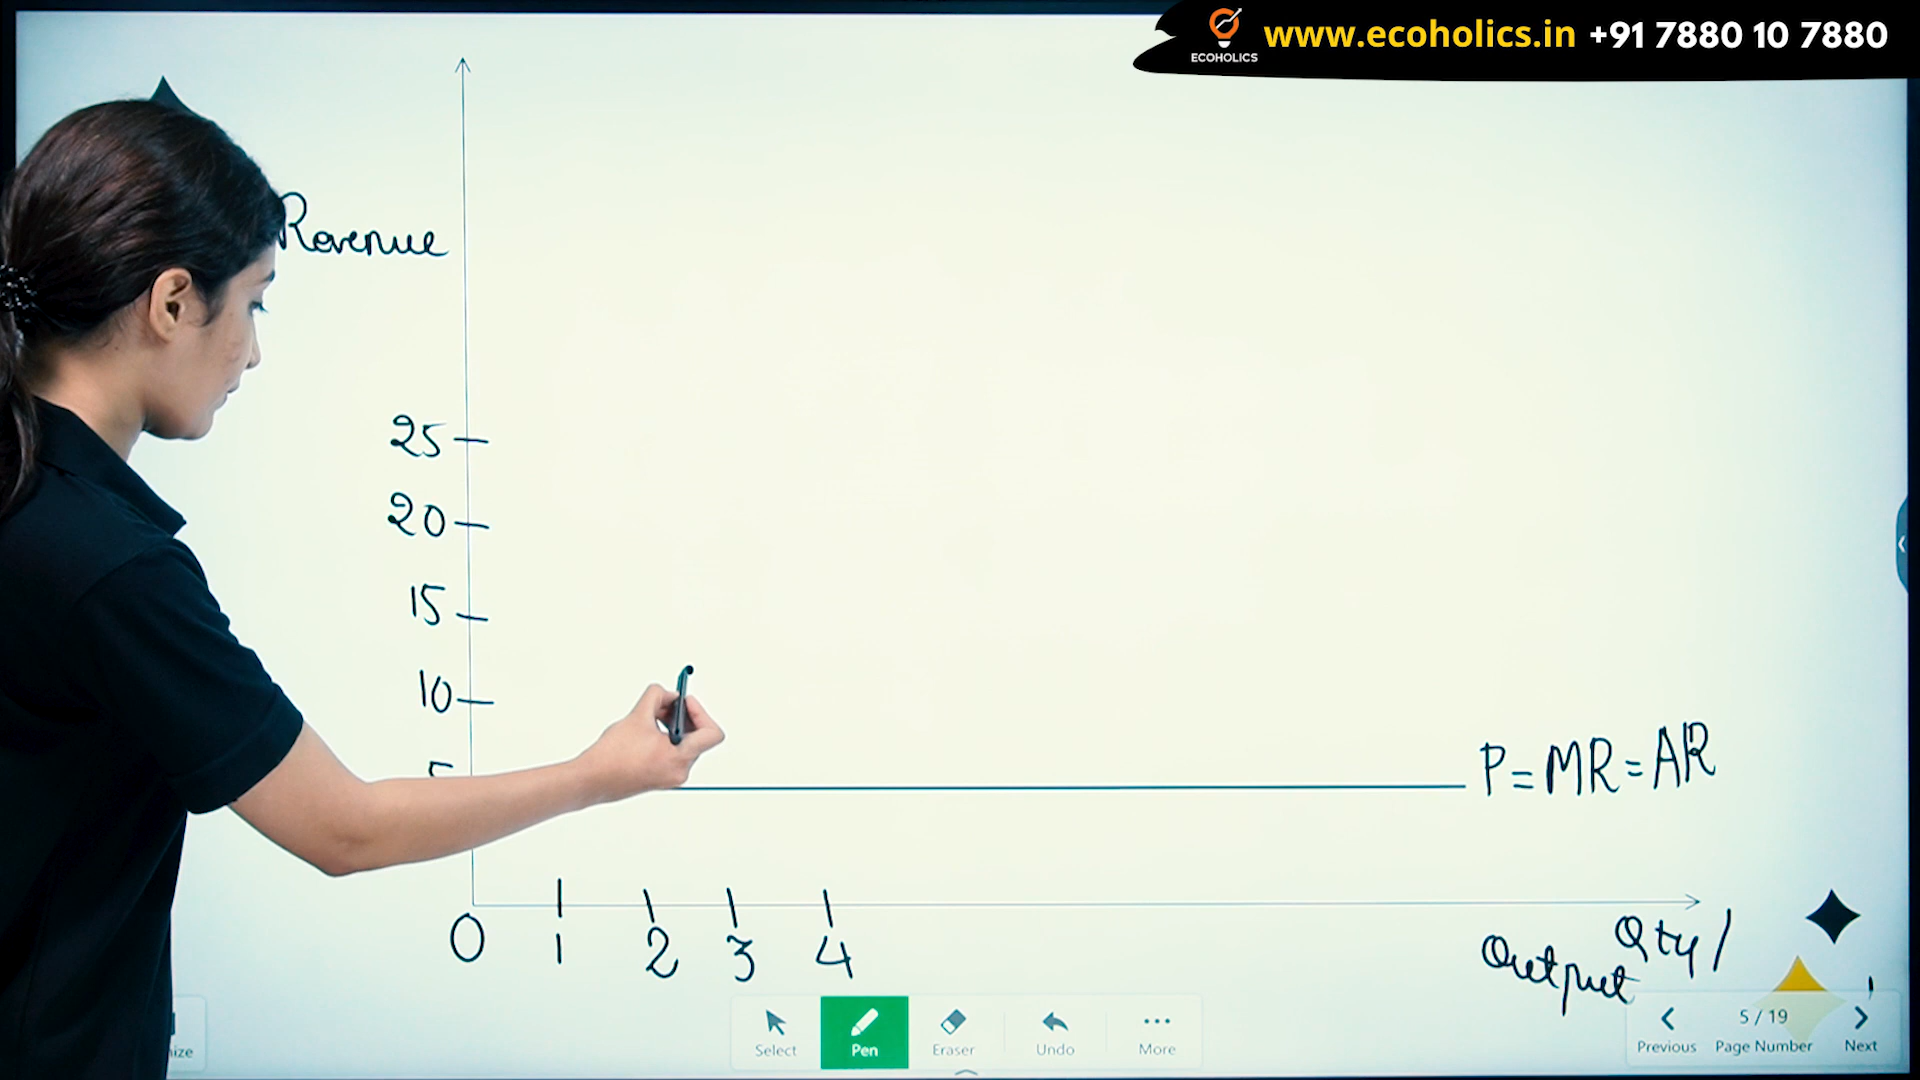 www.ecoholics.in +91 7880 10 7880
ECOHOLICS
Revenue
25
20
15
10
5
P=MR=AR
0 1 2 3 4
Qty/
Output
Select Pen Eraser Undo More
Previous 5 / 19 Page Number Next